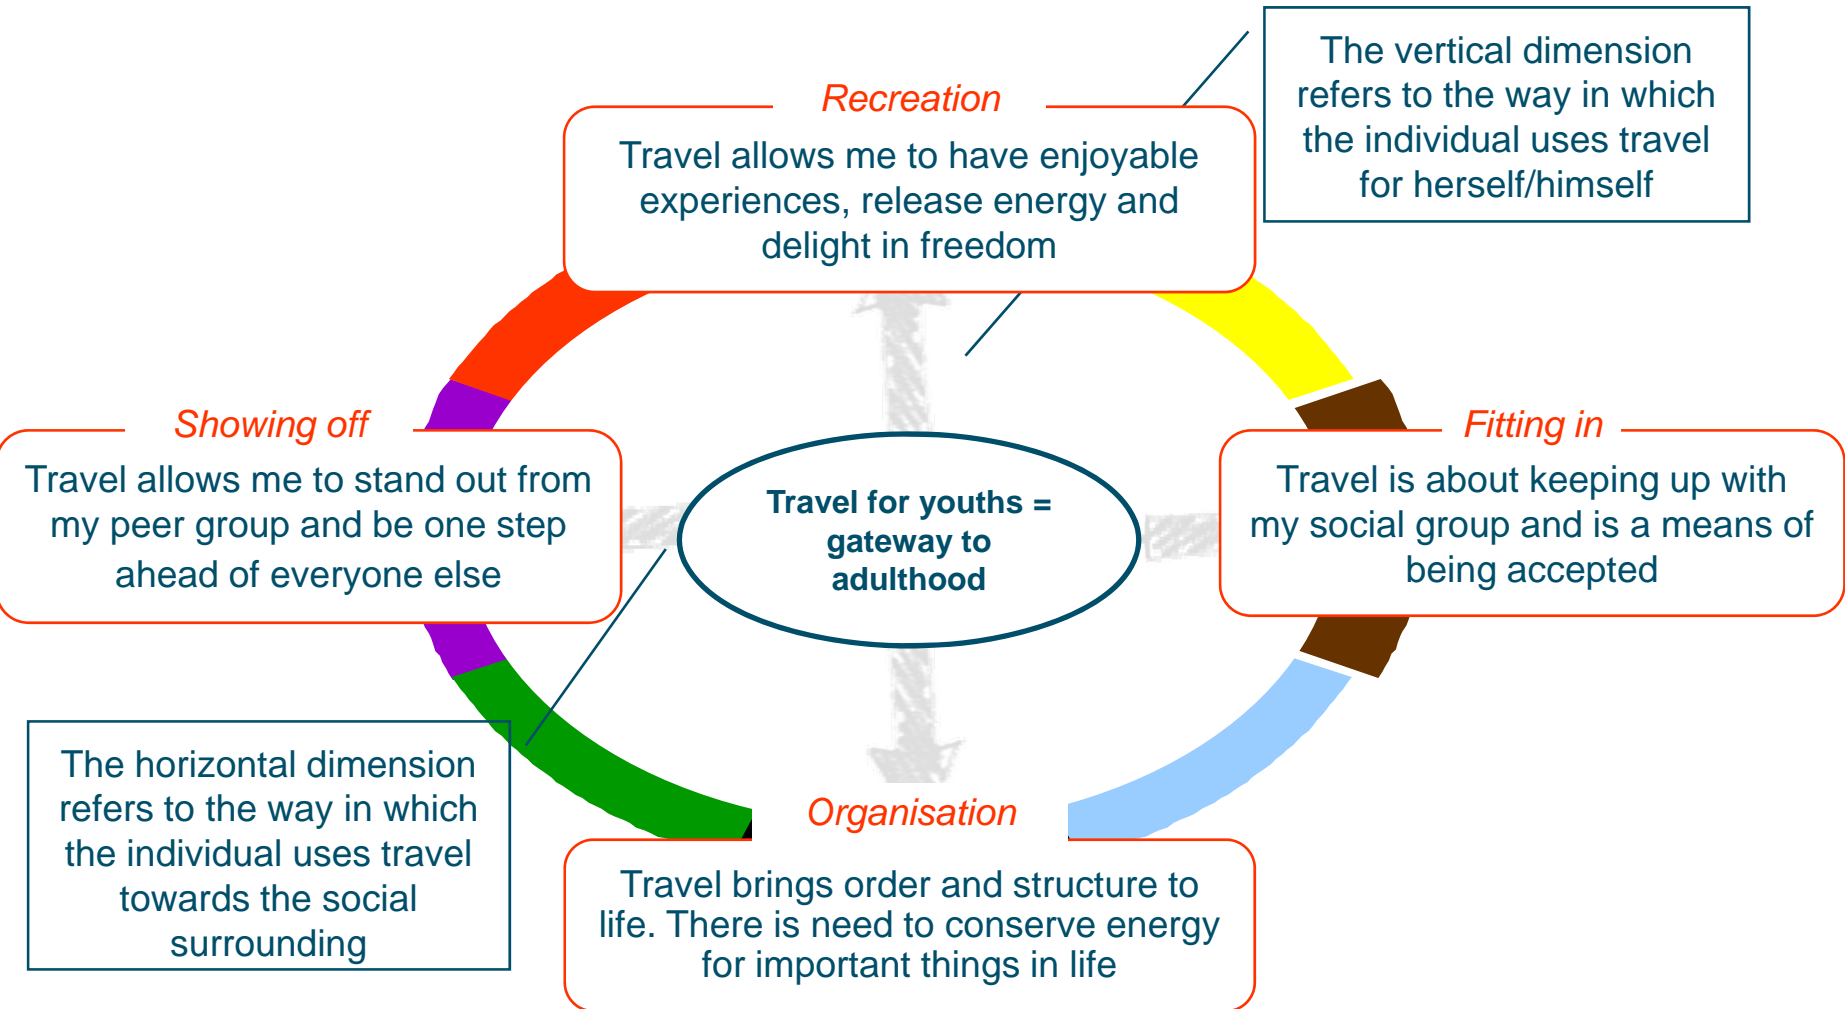 The vertical dimension
refers to the way in which
the individual uses travel
for herself/himself
Recreation
Travel allows me to have enjoyable
experiences, release energy and
delight in freedom
Showing off
Travel allows me to stand out from
my peer group and be one step
ahead of everyone else
Travel for youths =
gateway to
adulthood
Fitting in
Travel is about keeping up with
my social group and is a means of
being accepted
The horizontal dimension
refers to the way in which
the individual uses travel
towards the social
surrounding
Organisation
Travel brings order and structure to
life. There is need to conserve energy
for important things in life